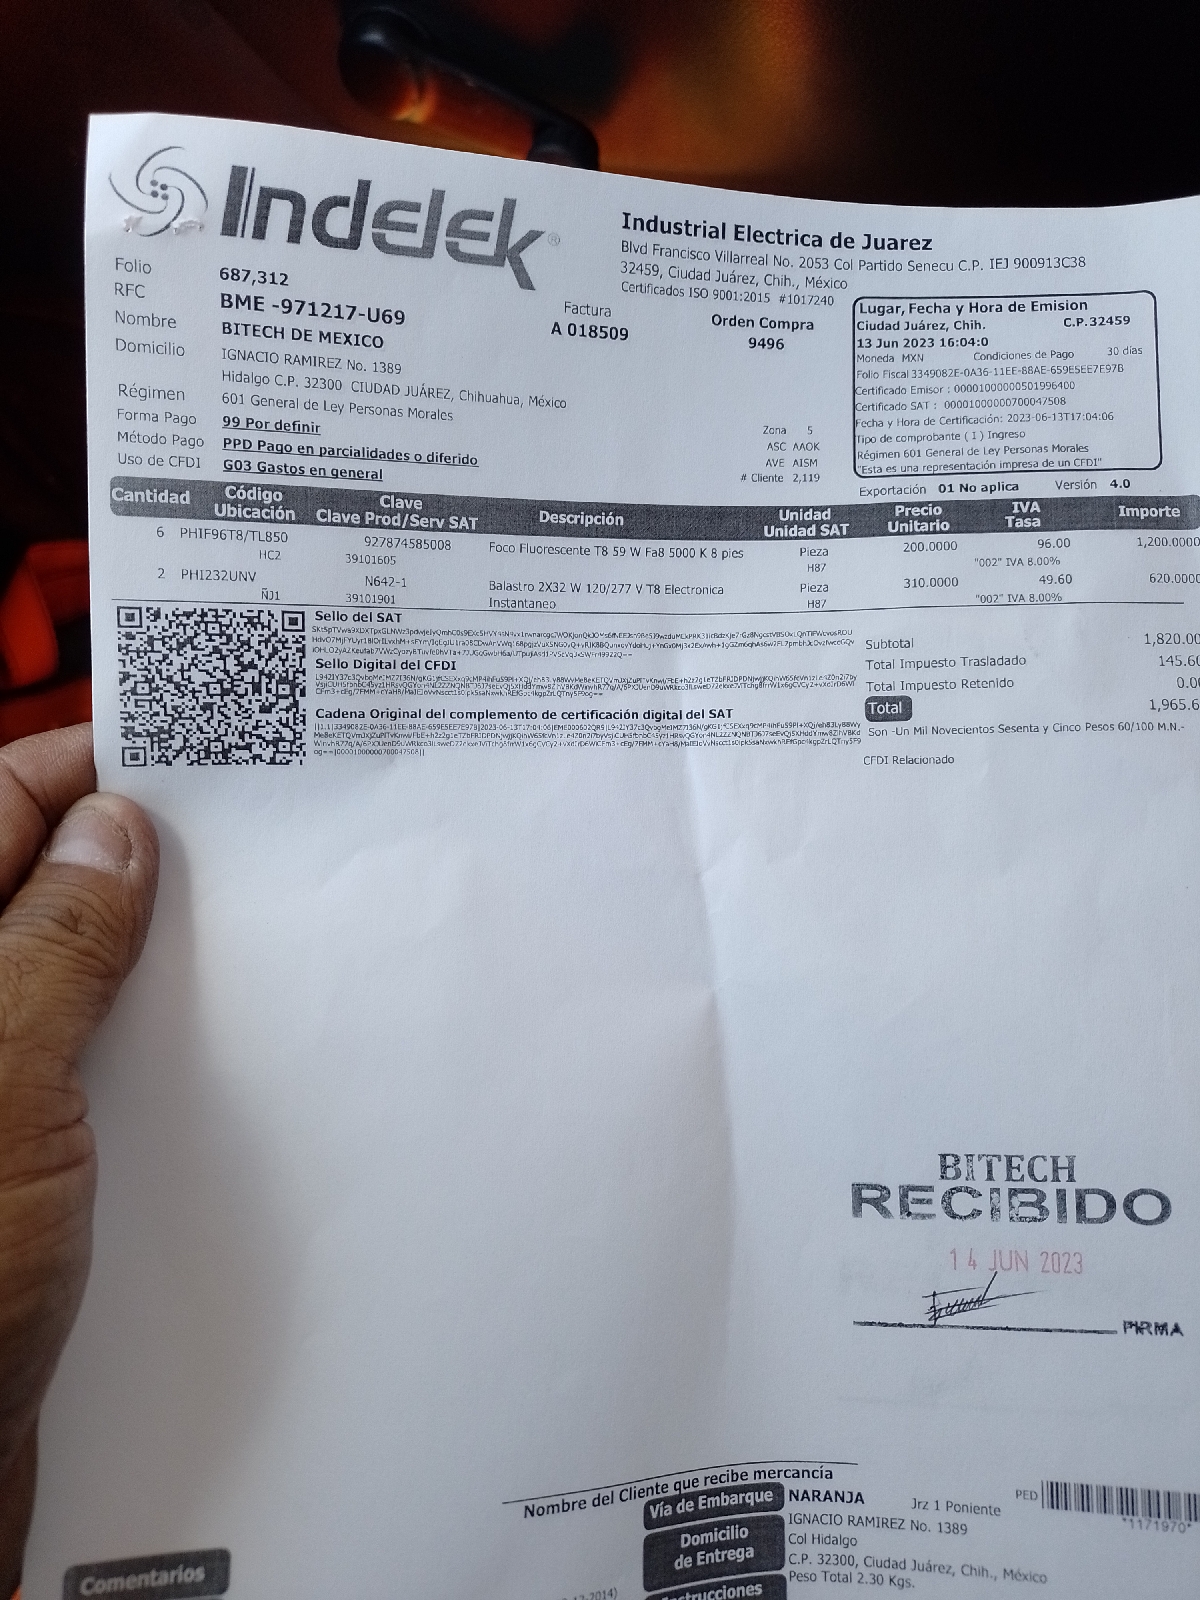 Indelek®
Industrial Electrica de Juarez
Blvd Francisco Villarreal No. 2053 Col Partido Senecu C.P. IEJ 900913C38
32459, Ciudad Juárez, Chih., México
Certificados ISO 9001:2015 #1017240
Folio 687,312
RFC BME -971217-U69
Nombre BITECH DE MEXICO
Domicilio IGNACIO RAMIREZ No. 1389
Hidalgo C.P. 32300 CIUDAD JUÁREZ, Chihuahua, México
Régimen 601 General de Ley Personas Morales
Forma Pago 99 Por definir
Método Pago PPD Pago en parcialidades o diferido
Uso de CFDI G03 Gastos en general
Factura
A 018509
Orden Compra
9496
Zona 5
ASC AAOK
AVE AISM
# Cliente 2,119
Lugar, Fecha y Hora de Emision
Ciudad Juárez, Chih. C.P.32459
13 Jun 2023 16:04:0
Moneda MXN Condiciones de Pago 30 días
Folio Fiscal 3349082E-0A36-11EE-88AE-659E5EE7E97B
Certificado Emisor : 00001000000501996400
Certificado SAT : 00001000000700047508
Fecha y Hora de Certificación: 2023-06-13T17:04:06
Tipo de comprobante ( I ) Ingreso
Régimen 601 General de Ley Personas Morales
"Esta es una representación impresa de un CFDI"
Exportación 01 No aplica Versión 4.0
Cantidad Código Ubicación Clave Clave Prod/Serv SAT Descripción Unidad Unidad SAT Precio Unitario IVA Tasa Importe
6 PHIF96T8/TL850 927874585008 Foco Fluorescente T8 59 W Fa8 5000 K 8 pies Pieza 200.0000 96.00 1,200.0000
HC2 39101605 H87 "002" IVA 8.00%
2 PHI232UNV N642-1 Balastro 2X32 W 120/277 V T8 Electronica Pieza 310.0000 49.60 620.0000
ÑJ1 39101901 Instantaneo H87 "002" IVA 8.00%
Sello del SAT
Sello Digital del CFDI
Cadena Original del complemento de certificación digital del SAT
Subtotal 1,820.00
Total Impuesto Trasladado 145.60
Total Impuesto Retenido 0.00
Total 1,965.6
Son -Un Mil Novecientos Sesenta y Cinco Pesos 60/100 M.N.-
CFDI Relacionado
BITECH
RECIBIDO
14 JUN 2023
FIRMA
Nombre del Cliente que recibe mercancía
Vía de Embarque NARANJA Jrz 1 Poniente PED
*1171970*
Domicilio de Entrega IGNACIO RAMIREZ No. 1389
Col Hidalgo
C.P. 32300, Ciudad Juárez, Chih., México
Peso Total 2.30 Kgs.
Comentarios